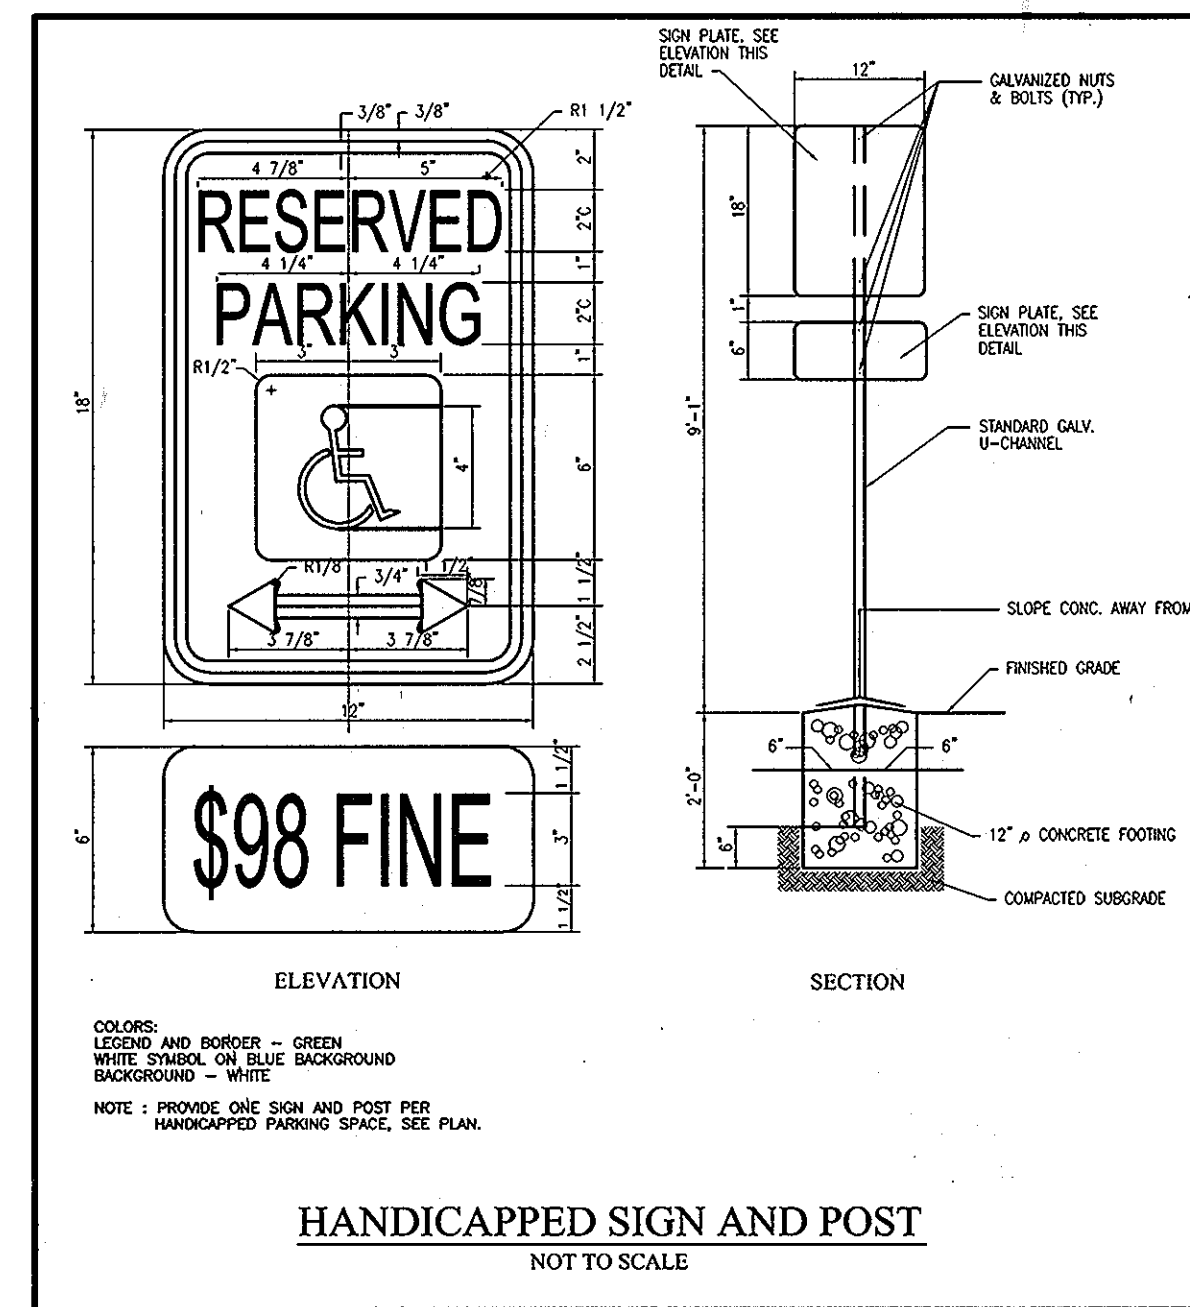 SIGN PLATE, SEE
ELEVATION THIS
DETAIL
12"
GALVANIZED NUTS
& BOLTS (TYP.)
3/8"
3/8"
R1 1/2"
4 7/8"
5"
2"
RESERVED
2"C
18"
4 1/4"
4 1/4"
1"
PARKING
2"C
1"
SIGN PLATE, SEE
ELEVATION THIS
DETAIL
3"
3
1"
6"
R1/2"
18"
9'-1"
STANDARD GALV.
U-CHANNEL
4"
6"
R1/8
3/4"
1/2"
7/8
1 1/2"
SLOPE CONC. AWAY FROM
3 7/8"
3 7/8"
2 1/2"
FINISHED GRADE
12"
6"
6"
1 1/2"
2'-0"
$98 FINE
6"
3"
12" ø CONCRETE FOOTING
6"
1 1/2"
COMPACTED SUBGRADE
ELEVATION
SECTION
COLORS:
LEGEND AND BORDER – GREEN
WHITE SYMBOL ON BLUE BACKGROUND
BACKGROUND – WHITE
NOTE : PROVIDE ONE SIGN AND POST PER
HANDICAPPED PARKING SPACE, SEE PLAN.
HANDICAPPED SIGN AND POST
NOT TO SCALE